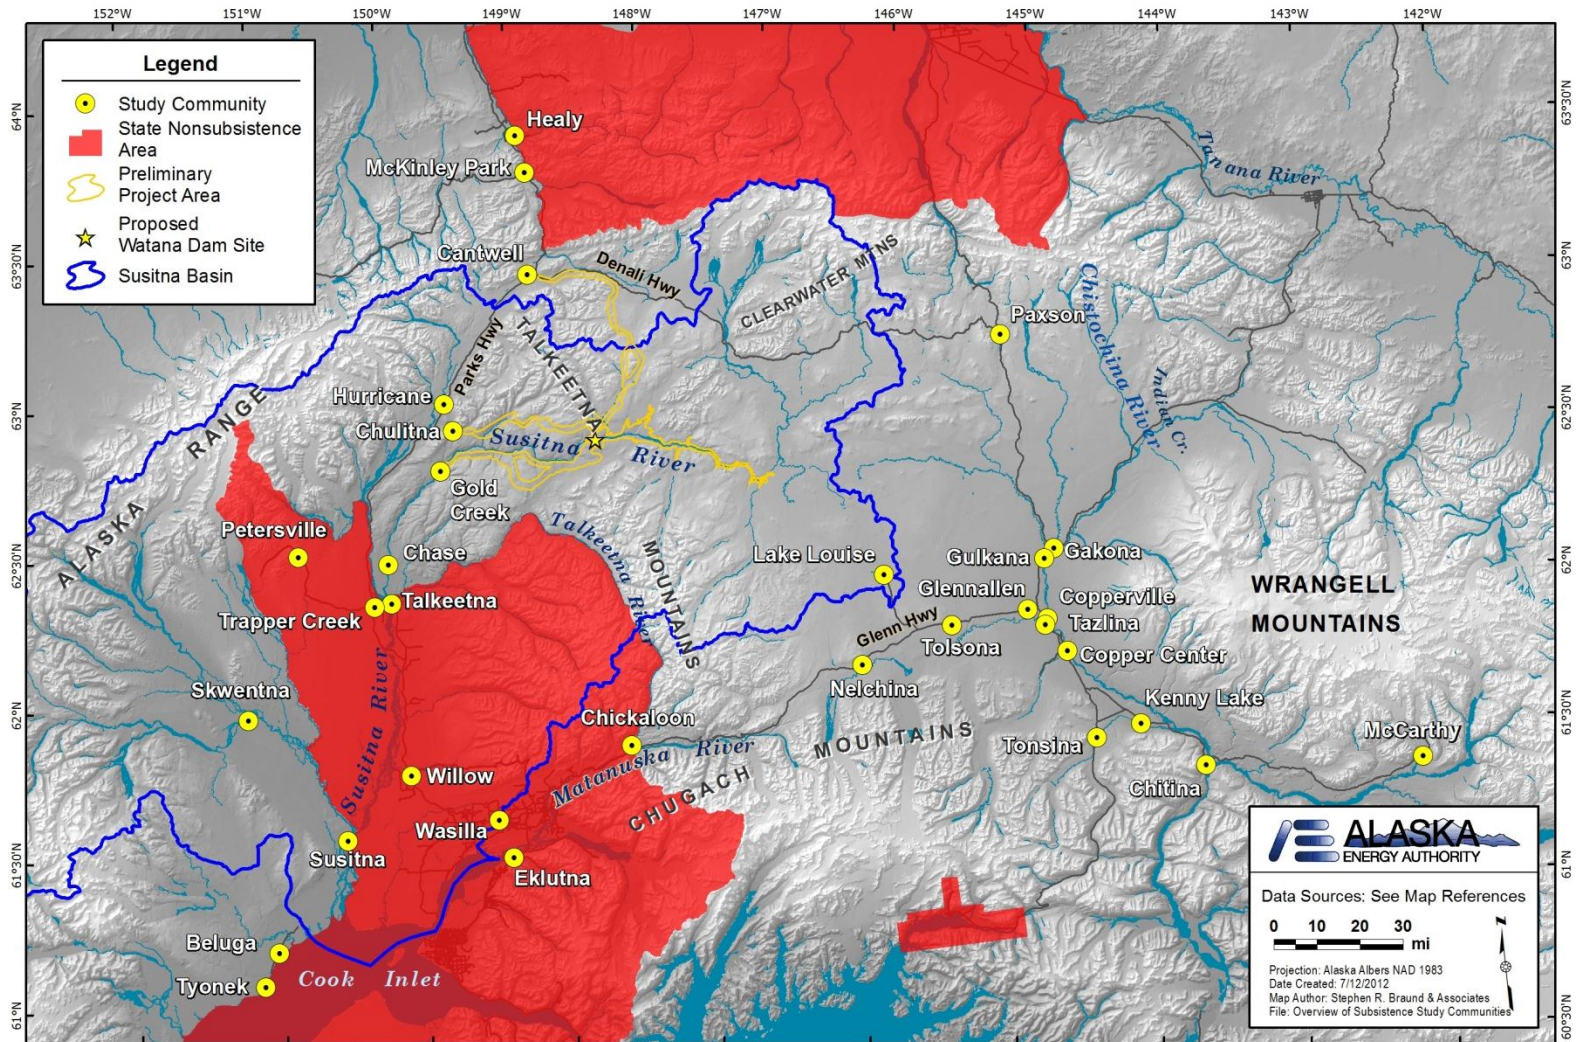 152°W 151°W 150°W 149°W 148°W 147°W 146°W 145°W 144°W 143°W 142°W
Legend
Study Community
State Nonsubsistence
Area
Preliminary
Project Area
Proposed
Watana Dam Site
Susitna Basin
64°N
63°30'N
63°N
62°30'N
62°N
61°30'N
61°N
63°30'N
63°N
62°30'N
62°N
61°30'N
61°N
60°30'N
Healy
McKinley Park
Cantwell
Denali Hwy
CLEARWATER MTNS
Tanana River
Chistochina River
Indian Cr.
Paxson
Parks Hwy
TALKEETNA
Hurricane
Chulitna
Susitna River
Gold
Creek
ALASKA RANGE
Petersville
Chase
Talkeetna River
MOUNTAINS
Lake Louise
Gulkana
Gakona
Glennallen
Copperville
Tazlina
WRANGELL
MOUNTAINS
Talkeetna
Trapper Creek
Glenn Hwy
Tolsona
Copper Center
Nelchina
Kenny Lake
Skwentna
Susitna River
Chickaloon
Matanuska River
CHUGACH MOUNTAINS
Tonsina
McCarthy
Chitina
Willow
Wasilla
Susitna
Eklutna
Beluga
Tyonek
Cook Inlet
ALASKA
ENERGY AUTHORITY
Data Sources: See Map References
0 10 20 30
mi
N
Projection: Alaska Albers NAD 1983
Date Created: 7/12/2012
Map Author: Stephen R. Braund & Associates
File: Overview of Subsistence Study Communities